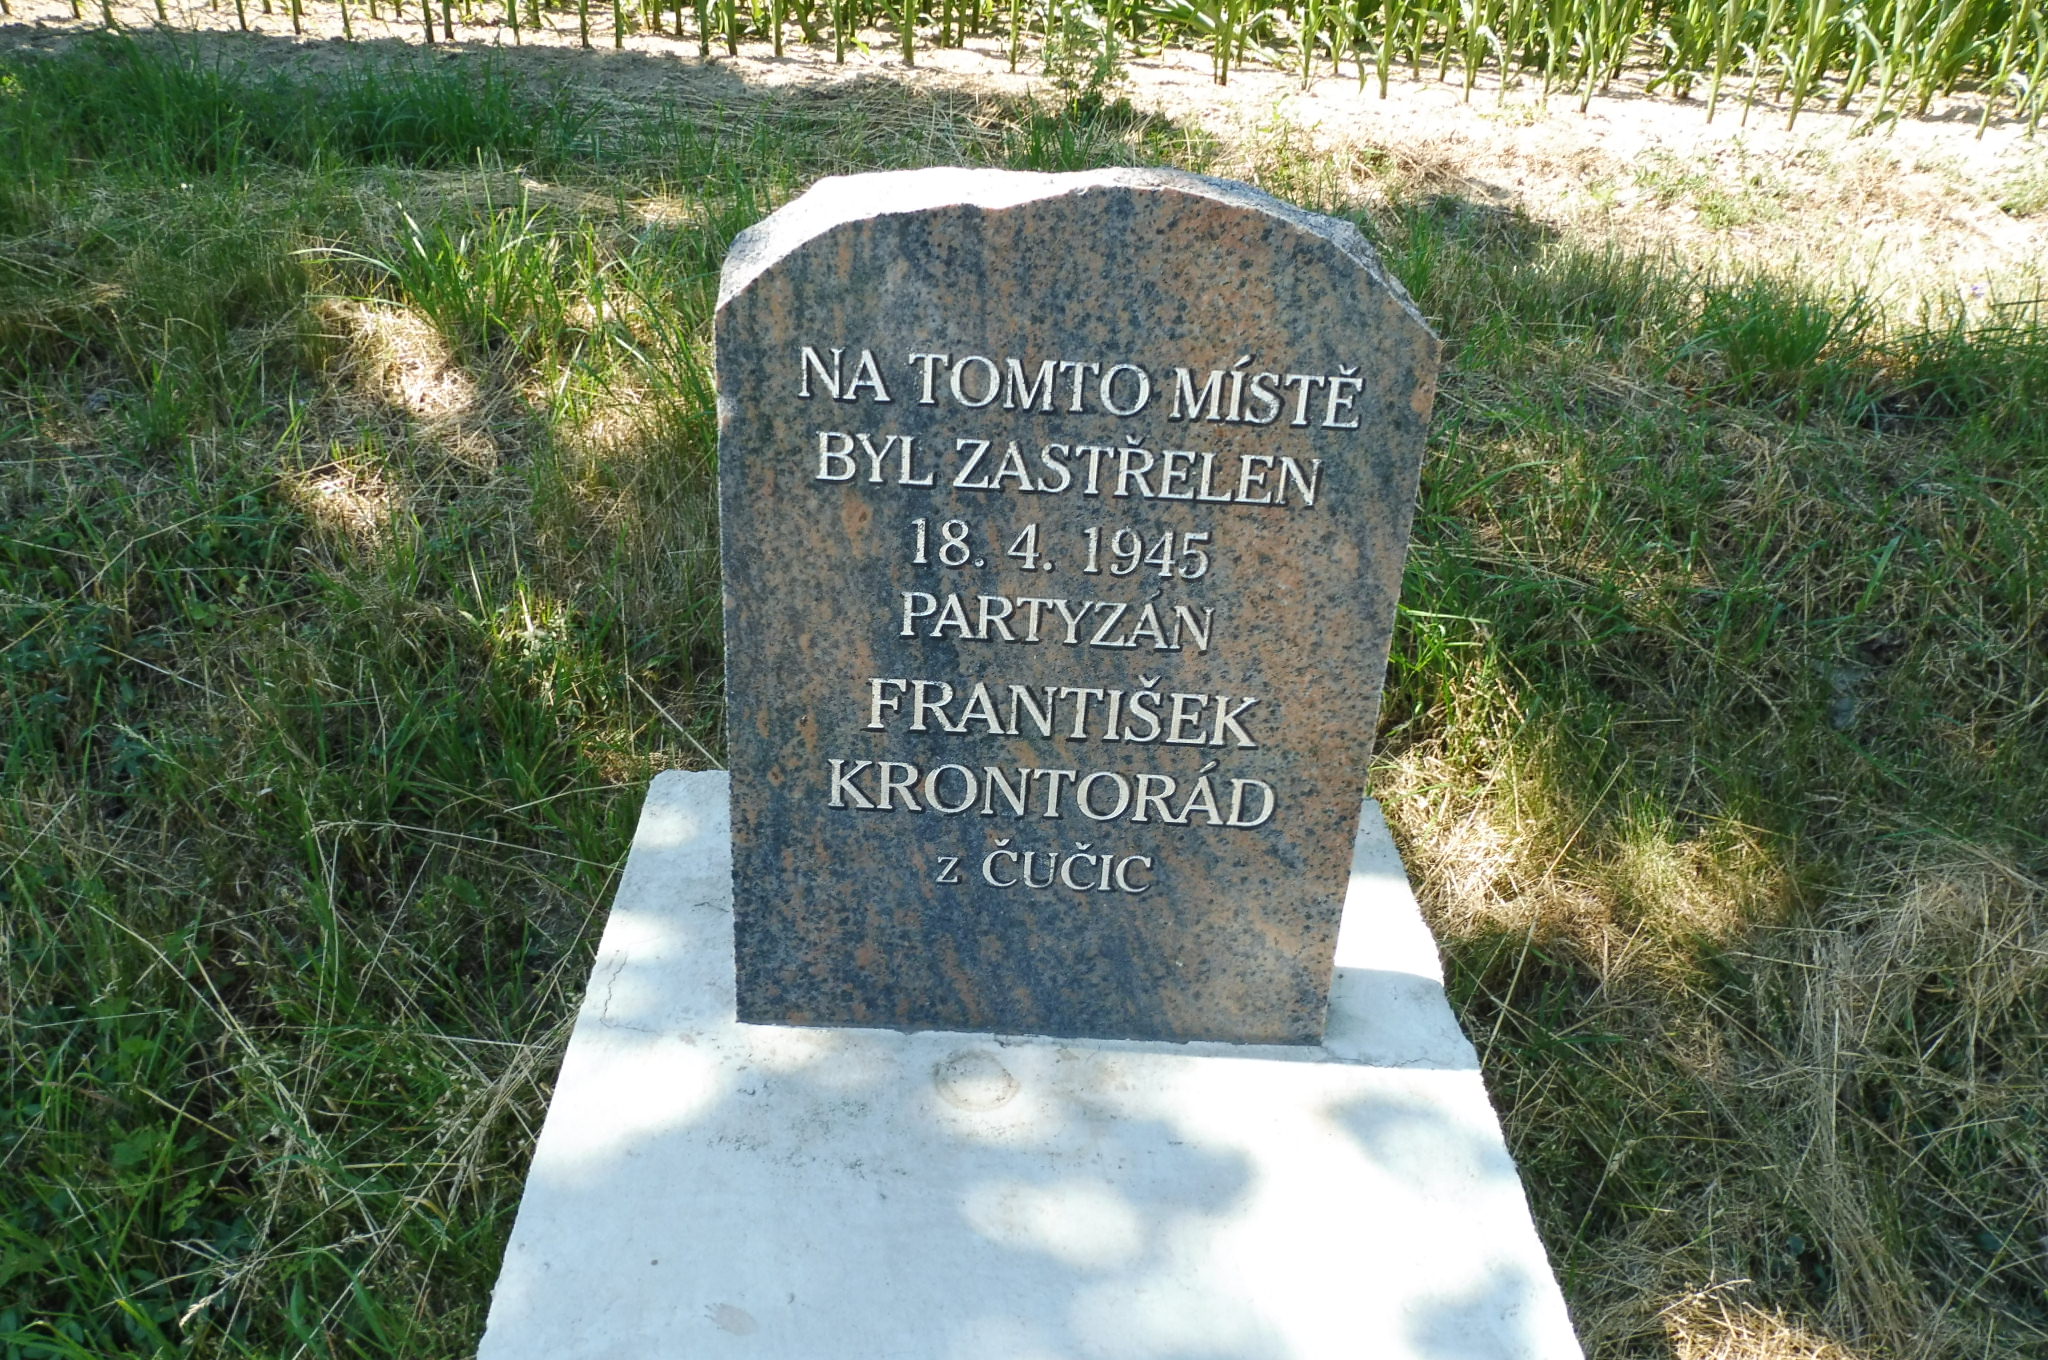 NA TOMTO MÍSTĚ
BYL ZASTŘELEN
18. 4. 1945
PARTYZÁN
FRANTIŠEK
KRONTORÁD
z ČUČIC